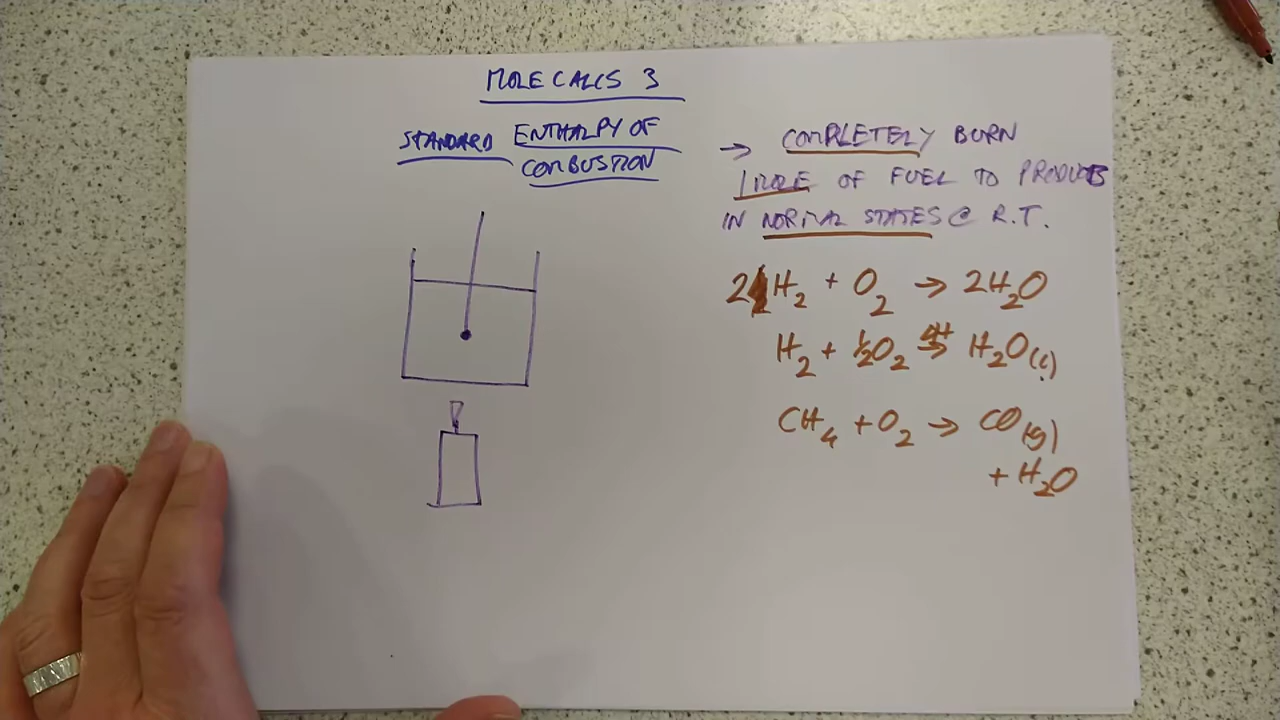 MOLE CALCS 3
STANDARD ENTHALPY OF
COMBUSTION
→ COMPLETELY BURN
1 MOLE OF FUEL TO PRODUCTS
IN NORMAL STATES @ R.T.
2H₂ + O₂ → 2H₂O
H₂ + ½O₂ ΔH→ H₂O(l)
CH₄ + O₂ → CO(g)
+ H₂O